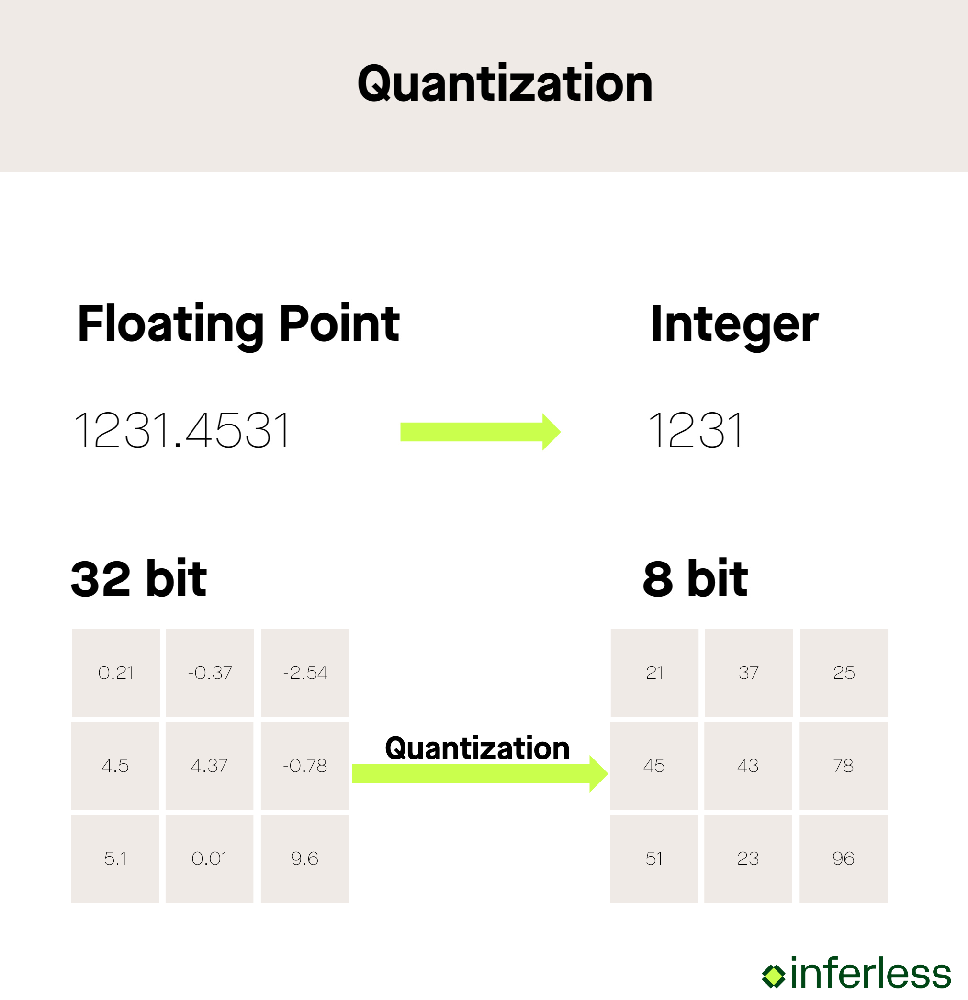 Quantization
Floating Point Integer
1231.4531 1231
32 bit 8 bit
0.21 -0.37 -2.54 21 37 25
Quantization
4.5 4.37 -0.78 45 43 78
5.1 0.01 9.6 51 23 96
inferless